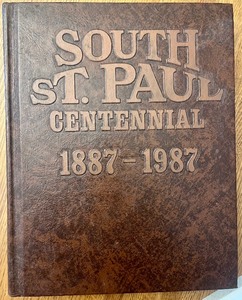 SOUTH
ST. PAUL
CENTENNIAL
1887-1987